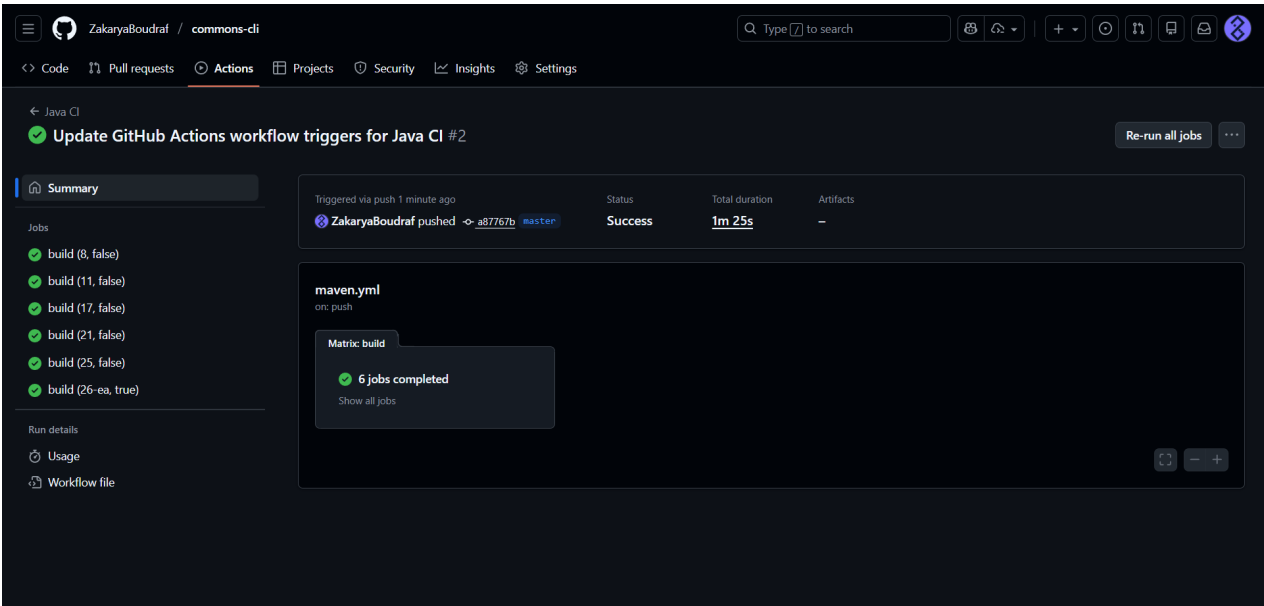 ZakaryaBoudraf / commons-cli
Type / to search
Code Pull requests Actions Projects Security Insights Settings
Java CI
Update GitHub Actions workflow triggers for Java CI #2
Re-run all jobs
Summary
Jobs
build (8, false)
build (11, false)
build (17, false)
build (21, false)
build (25, false)
build (26-ea, true)
Run details
Usage
Workflow file
Triggered via push 1 minute ago
ZakaryaBoudraf pushed a87767b master
Status
Success
Total duration
1m 25s
Artifacts
–
maven.yml
on: push
Matrix: build
6 jobs completed
Show all jobs